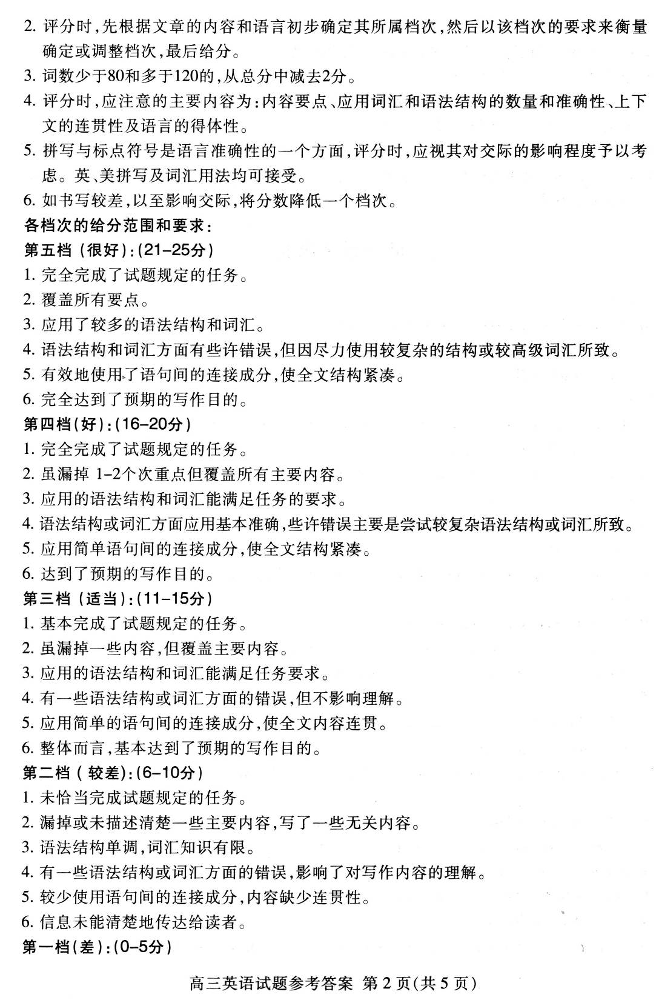 2. 评分时,先根据文章的内容和语言初步确定其所属档次,然后以该档次的要求来衡量
确定或调整档次,最后给分。
3. 词数少于80和多于120的,从总分中减去2分。
4. 评分时,应注意的主要内容为:内容要点、应用词汇和语法结构的数量和准确性、上下
文的连贯性及语言的得体性。
5. 拼写与标点符号是语言准确性的一个方面,评分时,应视其对交际的影响程度予以考
虑。英、美拼写及词汇用法均可接受。
6. 如书写较差,以至影响交际,将分数降低一个档次。
各档次的给分范围和要求:
第五档 (很好):(21-25分)
1. 完全完成了试题规定的任务。
2. 覆盖所有要点。
3. 应用了较多的语法结构和词汇。
4. 语法结构和词汇方面有些许错误,但因尽力使用较复杂的结构或较高级词汇所致。
5. 有效地使用了语句间的连接成分,使全文结构紧凑。
6. 完全达到了预期的写作目的。
第四档(好):(16-20分)
1. 完全完成了试题规定的任务。
2. 虽漏掉 1-2个次重点但覆盖所有主要内容。
3. 应用的语法结构和词汇能满足任务的要求。
4. 语法结构或词汇方面应用基本准确,些许错误主要是尝试较复杂语法结构或词汇所致。
5. 应用简单语句间的连接成分,使全文结构紧凑。
6. 达到了预期的写作目的。
第三档 (适当):(11-15分)
1. 基本完成了试题规定的任务。
2. 虽漏掉一些内容,但覆盖主要内容。
3. 应用的语法结构和词汇能满足任务要求。
4. 有一些语法结构或词汇方面的错误,但不影响理解。
5. 应用简单的语句间的连接成分,使全文内容连贯。
6. 整体而言,基本达到了预期的写作目的。
第二档 ( 较差):(6-10分)
1. 未恰当完成试题规定的任务。
2. 漏掉或未描述清楚一些主要内容,写了一些无关内容。
3. 语法结构单调,词汇知识有限。
4. 有一些语法结构或词汇方面的错误,影响了对写作内容的理解。
5. 较少使用语句间的连接成分,内容缺少连贯性。
6. 信息未能清楚地传达给读者。
第一档(差):(0-5分)
高三英语试题参考答案 第 2 页(共 5 页)